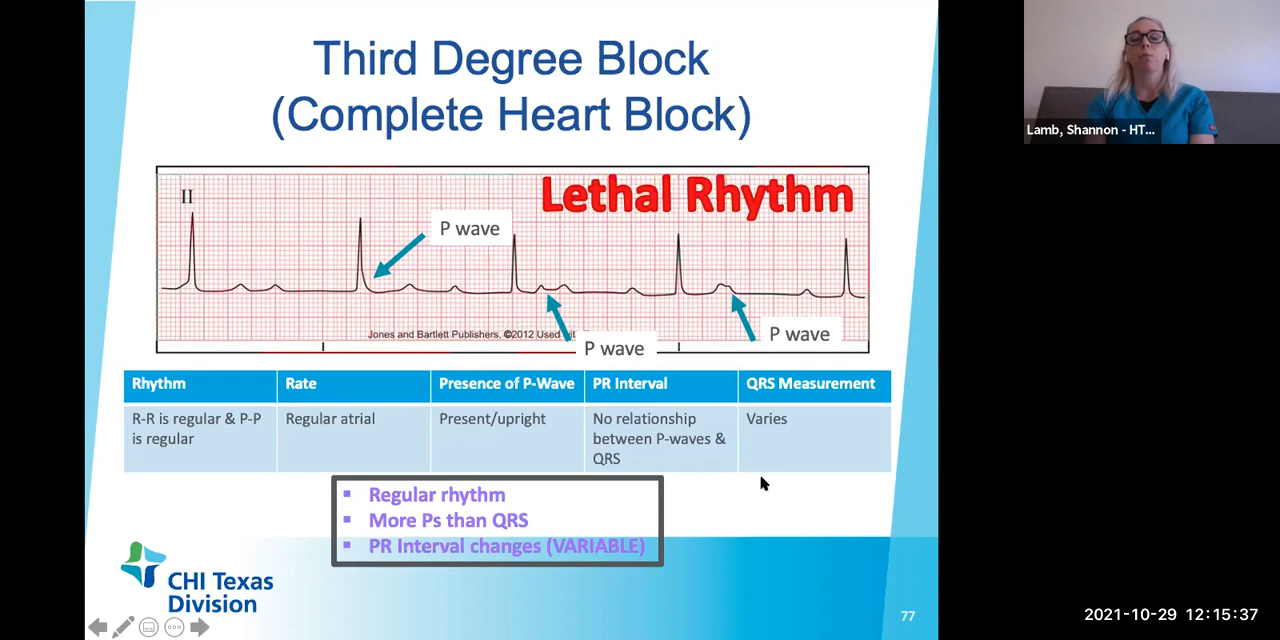 Third Degree Block
(Complete Heart Block)
II
Lethal Rhythm
P wave
Jones and Bartlett Publishers, ©2012 Used
P wave
P wave
Rhythm
Rate
Presence of P-Wave
PR Interval
QRS Measurement
R-R is regular & P-P
is regular
Regular atrial
Present/upright
No relationship
between P-waves &
QRS
Varies
▪ Regular rhythm
▪ More Ps than QRS
▪ PR Interval changes (VARIABLE)
CHI Texas
Division
77
Lamb, Shannon - HT...
2021-10-29 12:15:37